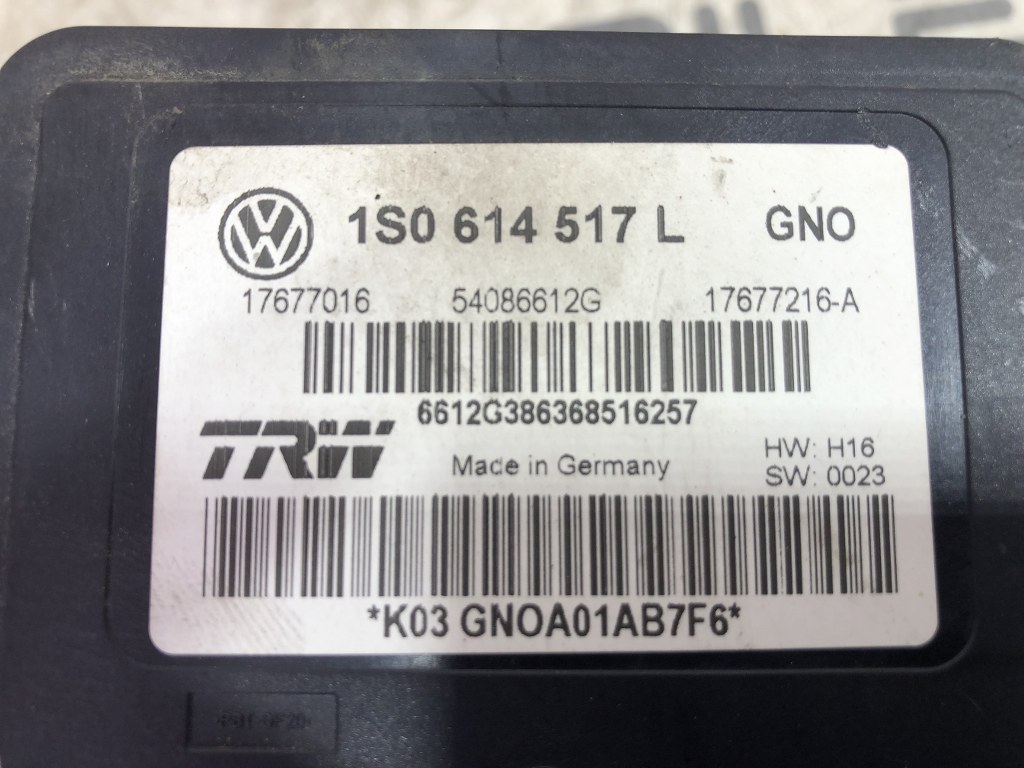 1S0 614 517 L GNO
17677016 54086612G 17677216-A
6612G386368516257
TRW Made in Germany HW: H16
SW: 0023
*K03 GNOA01AB7F6*